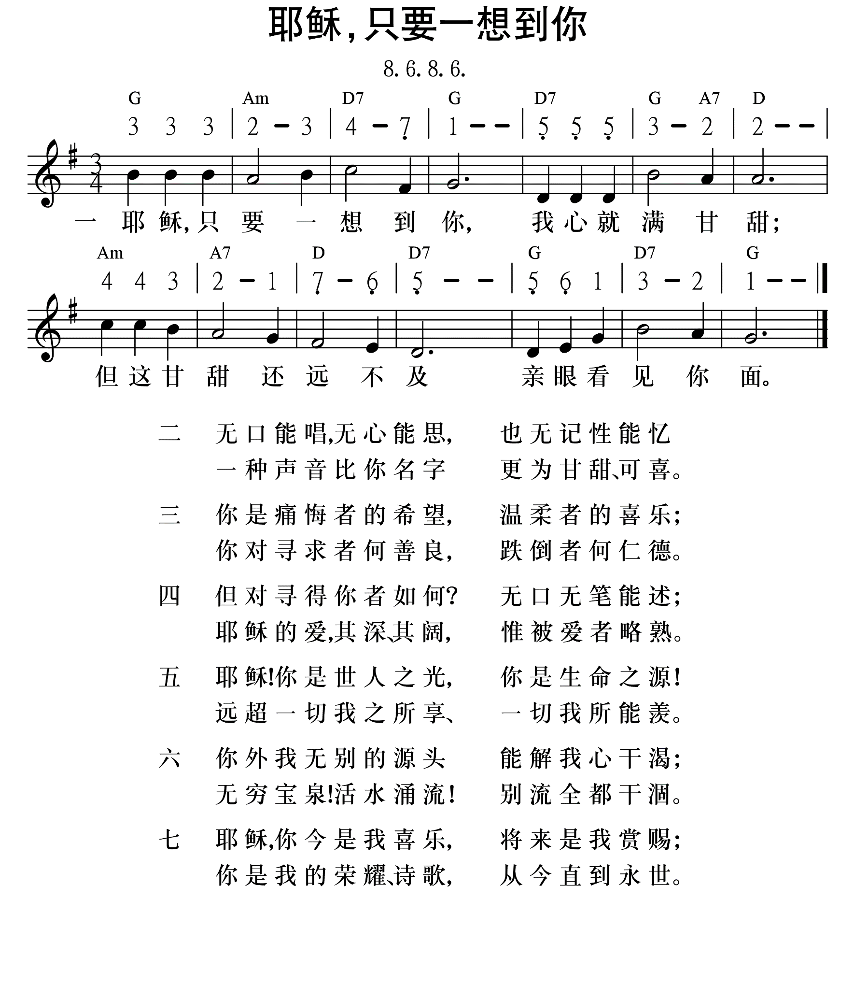 耶稣,只要一想到你
8. 6. 8. 6.
G Am D7 G D7 G A7 D
3 3 3 | 2 - 3 | 4 - 7̣ | 1 - - | 5̣ 5̣ 5̣ | 3 - 2 | 2 - - |
3
4
一 耶稣,只要一想到你, 我心就满甘甜;
Am A7 D D7 G D7 G
4 4 3 | 2 - 1 | 7̣ - 6̣ | 5̣ - - | 5̣ 6̣ 1 | 3 - 2 | 1 - - ‖
但这甘甜还远不及 亲眼看见你面。
二 无口能唱,无心能思, 也无记性能忆
一种声音比你名字 更为甘甜、可喜。
三 你是痛悔者的希望, 温柔者的喜乐;
你对寻求者何善良, 跌倒者何仁德。
四 但对寻得你者如何? 无口无笔能述;
耶稣的爱,其深、其阔, 惟被爱者略熟。
五 耶稣!你是世人之光, 你是生命之源!
远超一切我之所享、 一切我所能羡。
六 你外我无别的源头 能解我心干渴;
无穷宝泉!活水涌流! 别流全都干涸。
七 耶稣,你今是我喜乐, 将来是我赏赐;
你是我的荣耀、诗歌, 从今直到永世。